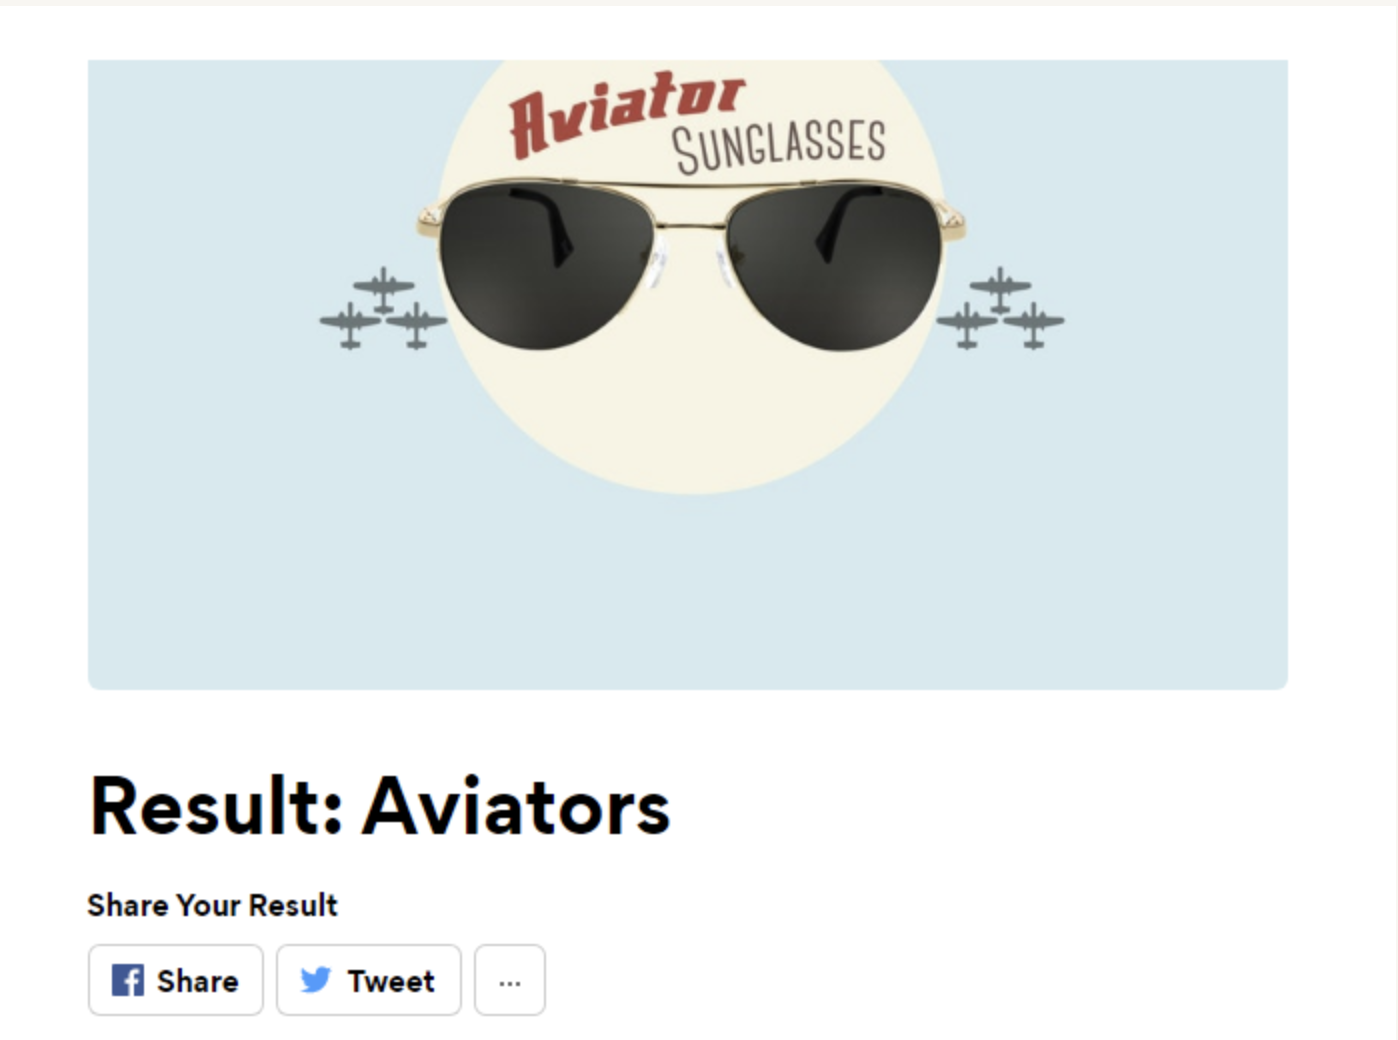 Aviator
SUNGLASSES
Result: Aviators
Share Your Result
Share Tweet ...